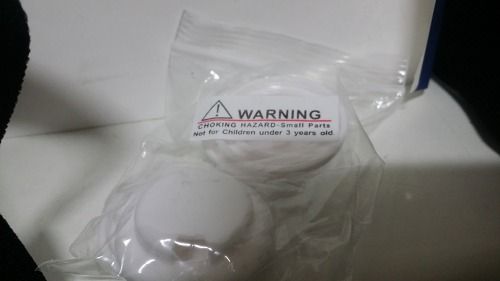 WARNING
CHOKING HAZARD-Small Parts
Not for Children under 3 years old